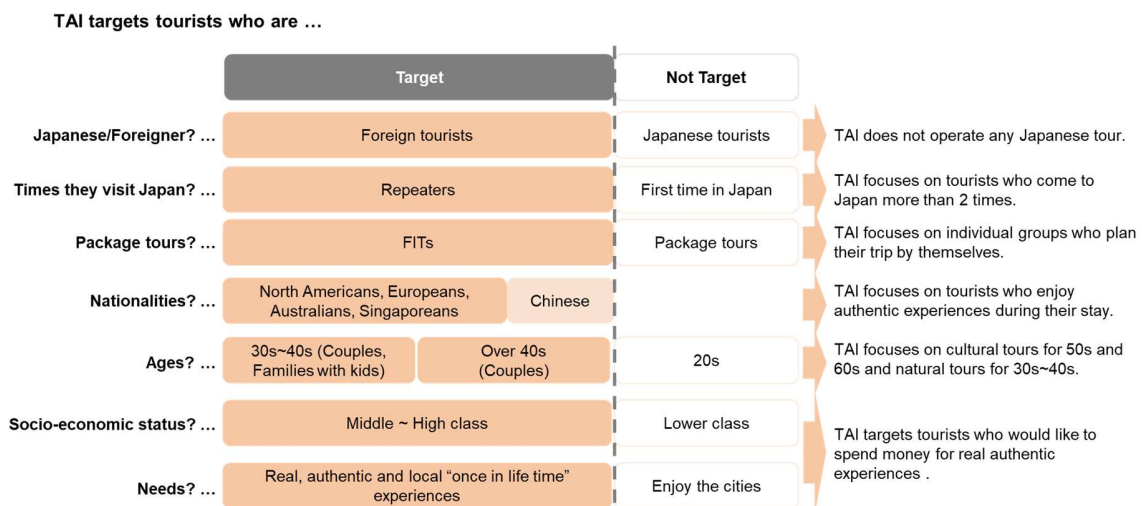 TAI targets tourists who are …
Target
Not Target
Japanese/Foreigner? …
Foreign tourists
Japanese tourists
TAI does not operate any Japanese tour.
Times they visit Japan? …
Repeaters
First time in Japan
TAI focuses on tourists who come to
Japan more than 2 times.
Package tours? …
FITs
Package tours
TAI focuses on individual groups who plan
their trip by themselves.
Nationalities? …
North Americans, Europeans,
Australians, Singaporeans
Chinese
TAI focuses on tourists who enjoy
authentic experiences during their stay.
Ages? …
30s~40s (Couples,
Families with kids)
Over 40s
(Couples)
20s
TAI focuses on cultural tours for 50s and
60s and natural tours for 30s~40s.
Socio-economic status? …
Middle ~ High class
Lower class
TAI targets tourists who would like to
spend money for real authentic
experiences .
Needs? …
Real, authentic and local “once in life time”
experiences
Enjoy the cities